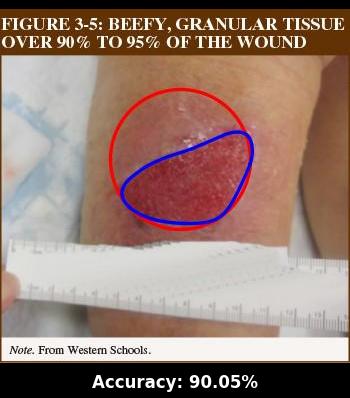 FIGURE 3-5: BEEFY, GRANULAR TISSUE
OVER 90% TO 95% OF THE WOUND
Note. From Western Schools.
Accuracy: 90.05%